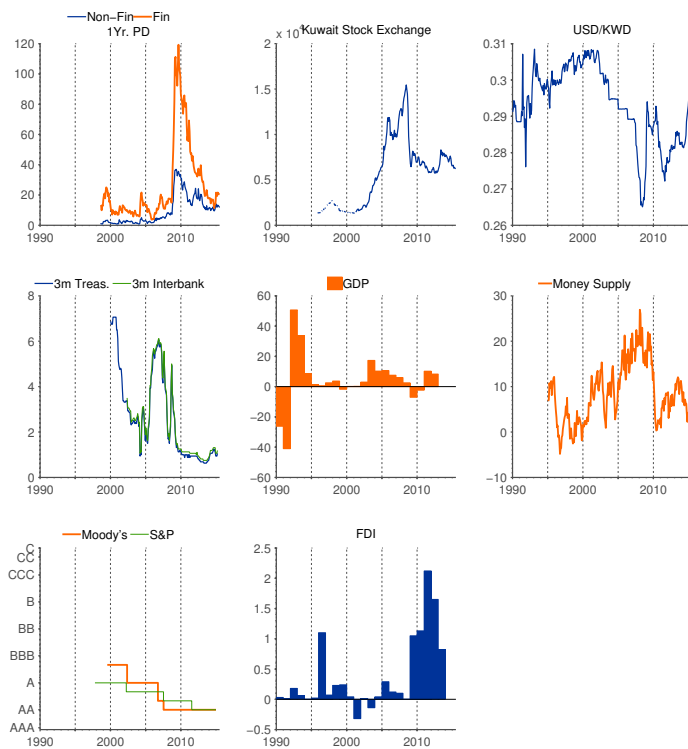 Non−Fin Fin
1Yr. PD
120
100
80
60
40
20
0
1990 2000 2010
Kuwait Stock Exchange
2 x 10
1.5
1
0.5
0
1990 2000 2010
USD/KWD
0.31
0.3
0.29
0.28
0.27
0.26
1990 2000 2010
3m Treas. 3m Interbank
8
6
4
2
0
1990 2000 2010
GDP
60
40
20
0
−20
−40
−60
1990 2000 2010
Money Supply
30
20
10
0
−10
1990 2000 2010
Moody's S&P
C
CC
CCC
B
BB
BBB
A
AA
AAA
1990 2000 2010
FDI
2.5
2
1.5
1
0.5
0
−0.5
1990 2000 2010